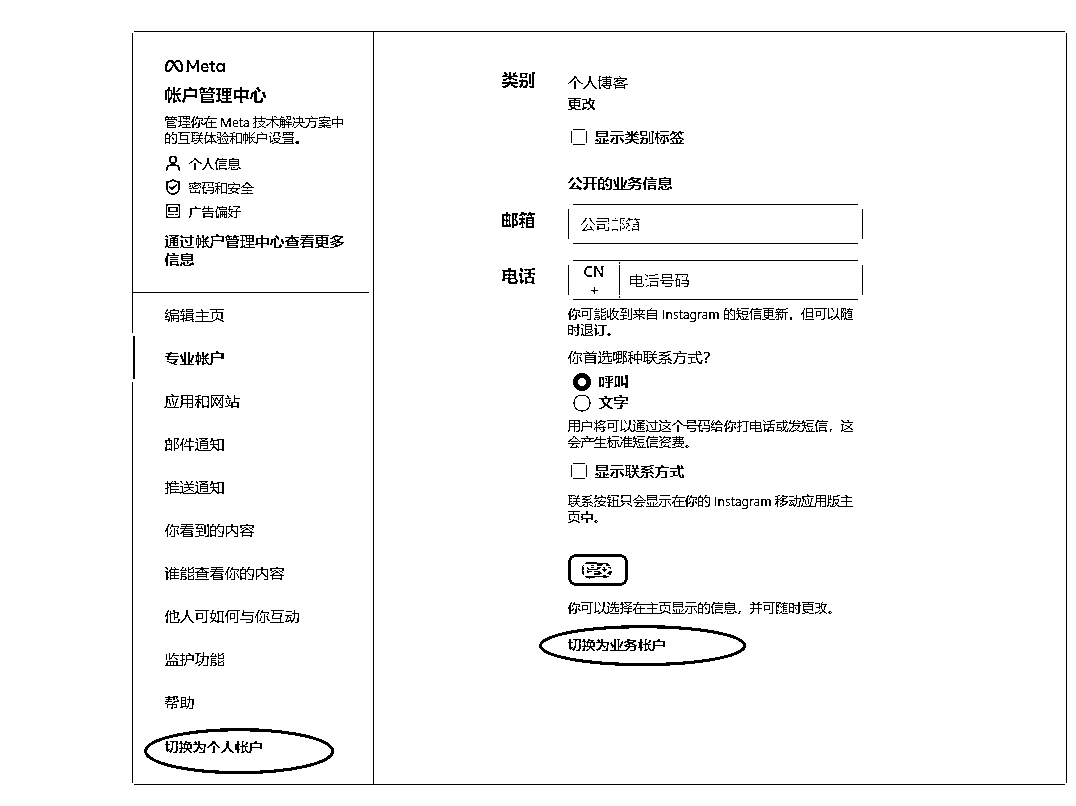 Meta
帐户管理中心
管理你在 Meta 技术解决方案中
的互联体验和帐户设置。
个人信息
密码和安全
广告偏好
通过帐户管理中心查看更多
信息
编辑主页
专业帐户
应用和网站
邮件通知
推送通知
你看到的内容
谁能查看你的内容
他人可如何与你互动
监护功能
帮助
切换为个人帐户
类别
个人博客
更改
显示类别标签
公开的业务信息
邮箱
公司邮箱
电话
CN
+
电话号码
你可能收到来自 Instagram 的短信更新，但可以随
时退订。
你首选哪种联系方式？
呼叫
文字
用户将可以通过这个号码给你打电话或发短信，这
会产生标准短信资费。
显示联系方式
联系按钮只会显示在你的 Instagram 移动应用版主
页中。
你可以选择在主页显示的信息，并可随时更改。
切换为业务帐户